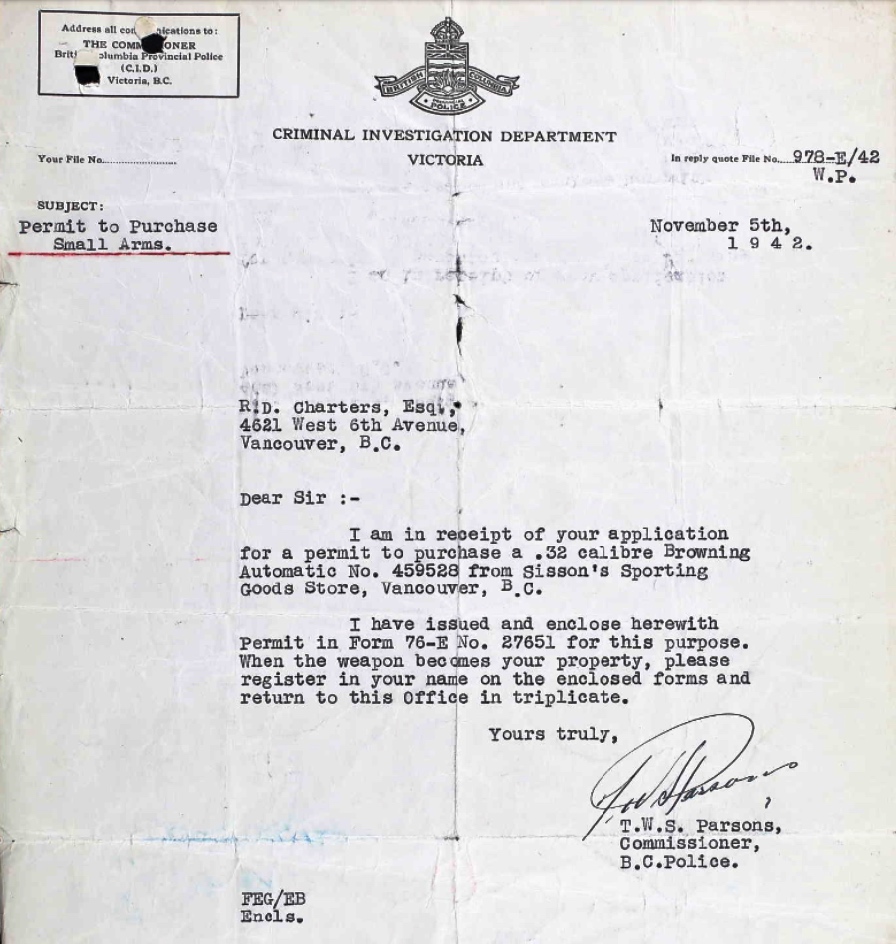 Address all com ications to:
THE COMM IONER
Brit olumbia Provincial Police
(C.I.D.)
Victoria, B.C.
BRITISH COLUMBIA
PROVINCIAL
POLICE
CRIMINAL INVESTIGATION DEPARTMENT
VICTORIA
Your File No.........................
In reply quote File No.....978-E/42
W.P.
SUBJECT:
Permit to Purchase
Small Arms.
November 5th,
1 9 4 2.
R.D. Charters, Esq.,
4621 West 6th Avenue,
Vancouver, B.C.
Dear Sir :-
I am in receipt of your application
for a permit to purchase a .32 calibre Browning
Automatic No. 459528 from Sisson's Sporting
Goods Store, Vancouver, B.C.
I have issued and enclose herewith
Permit in Form 76-E No. 27651 for this purpose.
When the weapon becomes your property, please
register in your name on the enclosed forms and
return to this Office in triplicate.
Yours truly,
T.W.S. Parsons,
Commissioner,
B.C.Police.
FEG/EB
Encls.